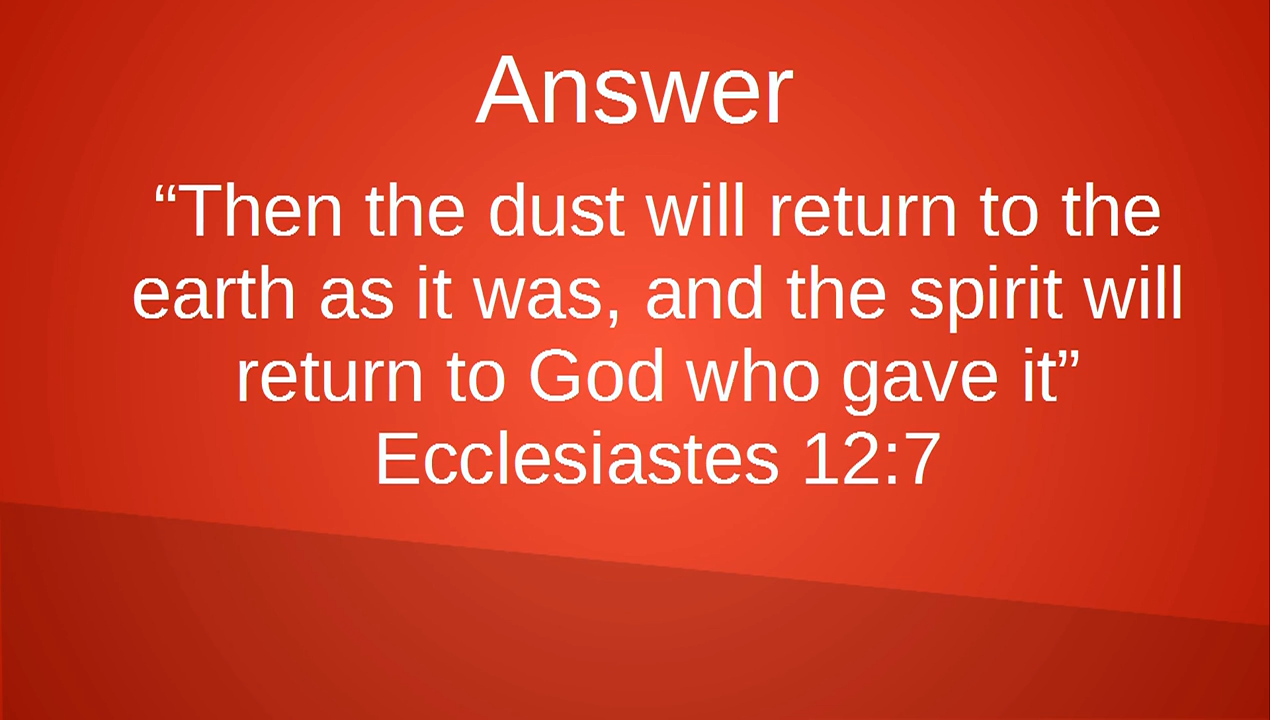 Answer
“Then the dust will return to the
earth as it was, and the spirit will
return to God who gave it”
Ecclesiastes 12:7